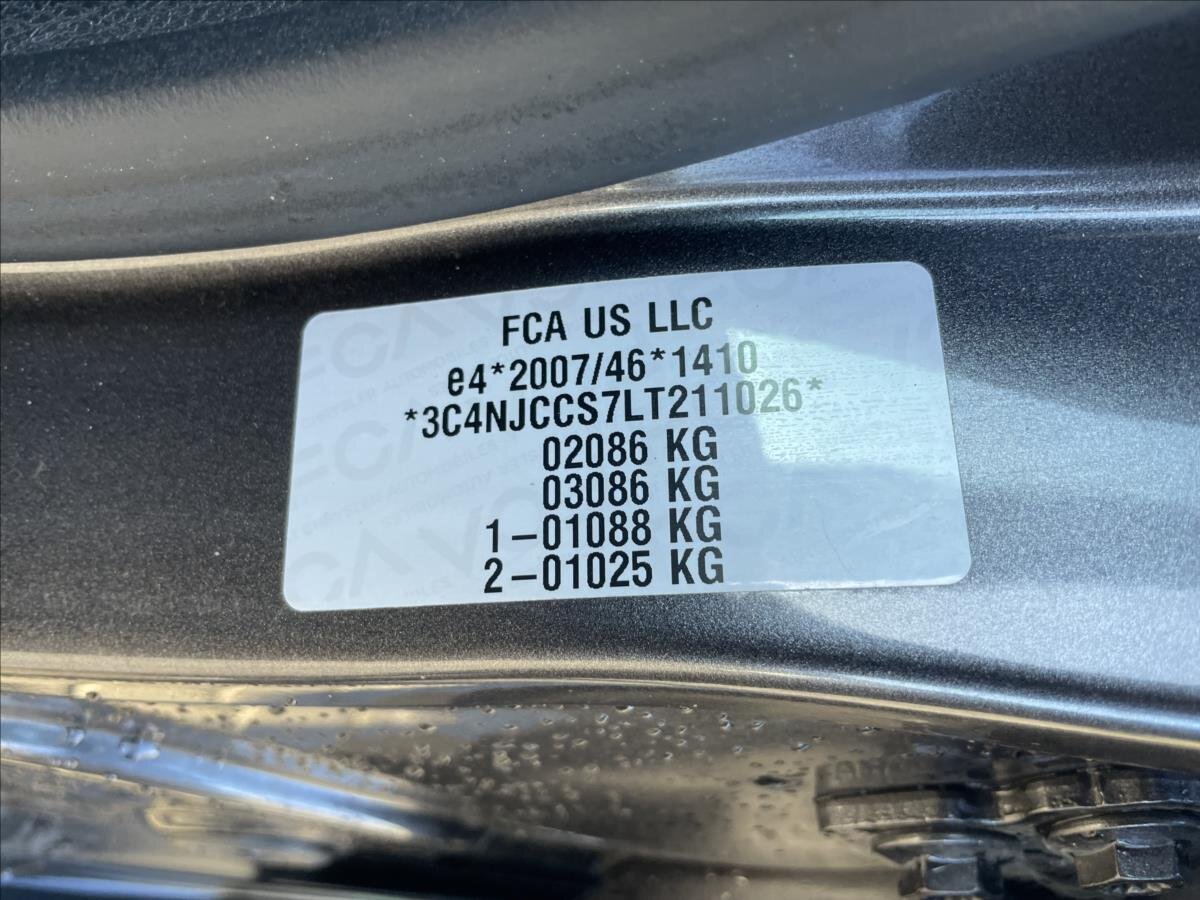 FCA US LLC
e4*2007/46*1410
*3C4NJCCS7LT211026*
02086 KG
03086 KG
1-01088 KG
2-01025 KG